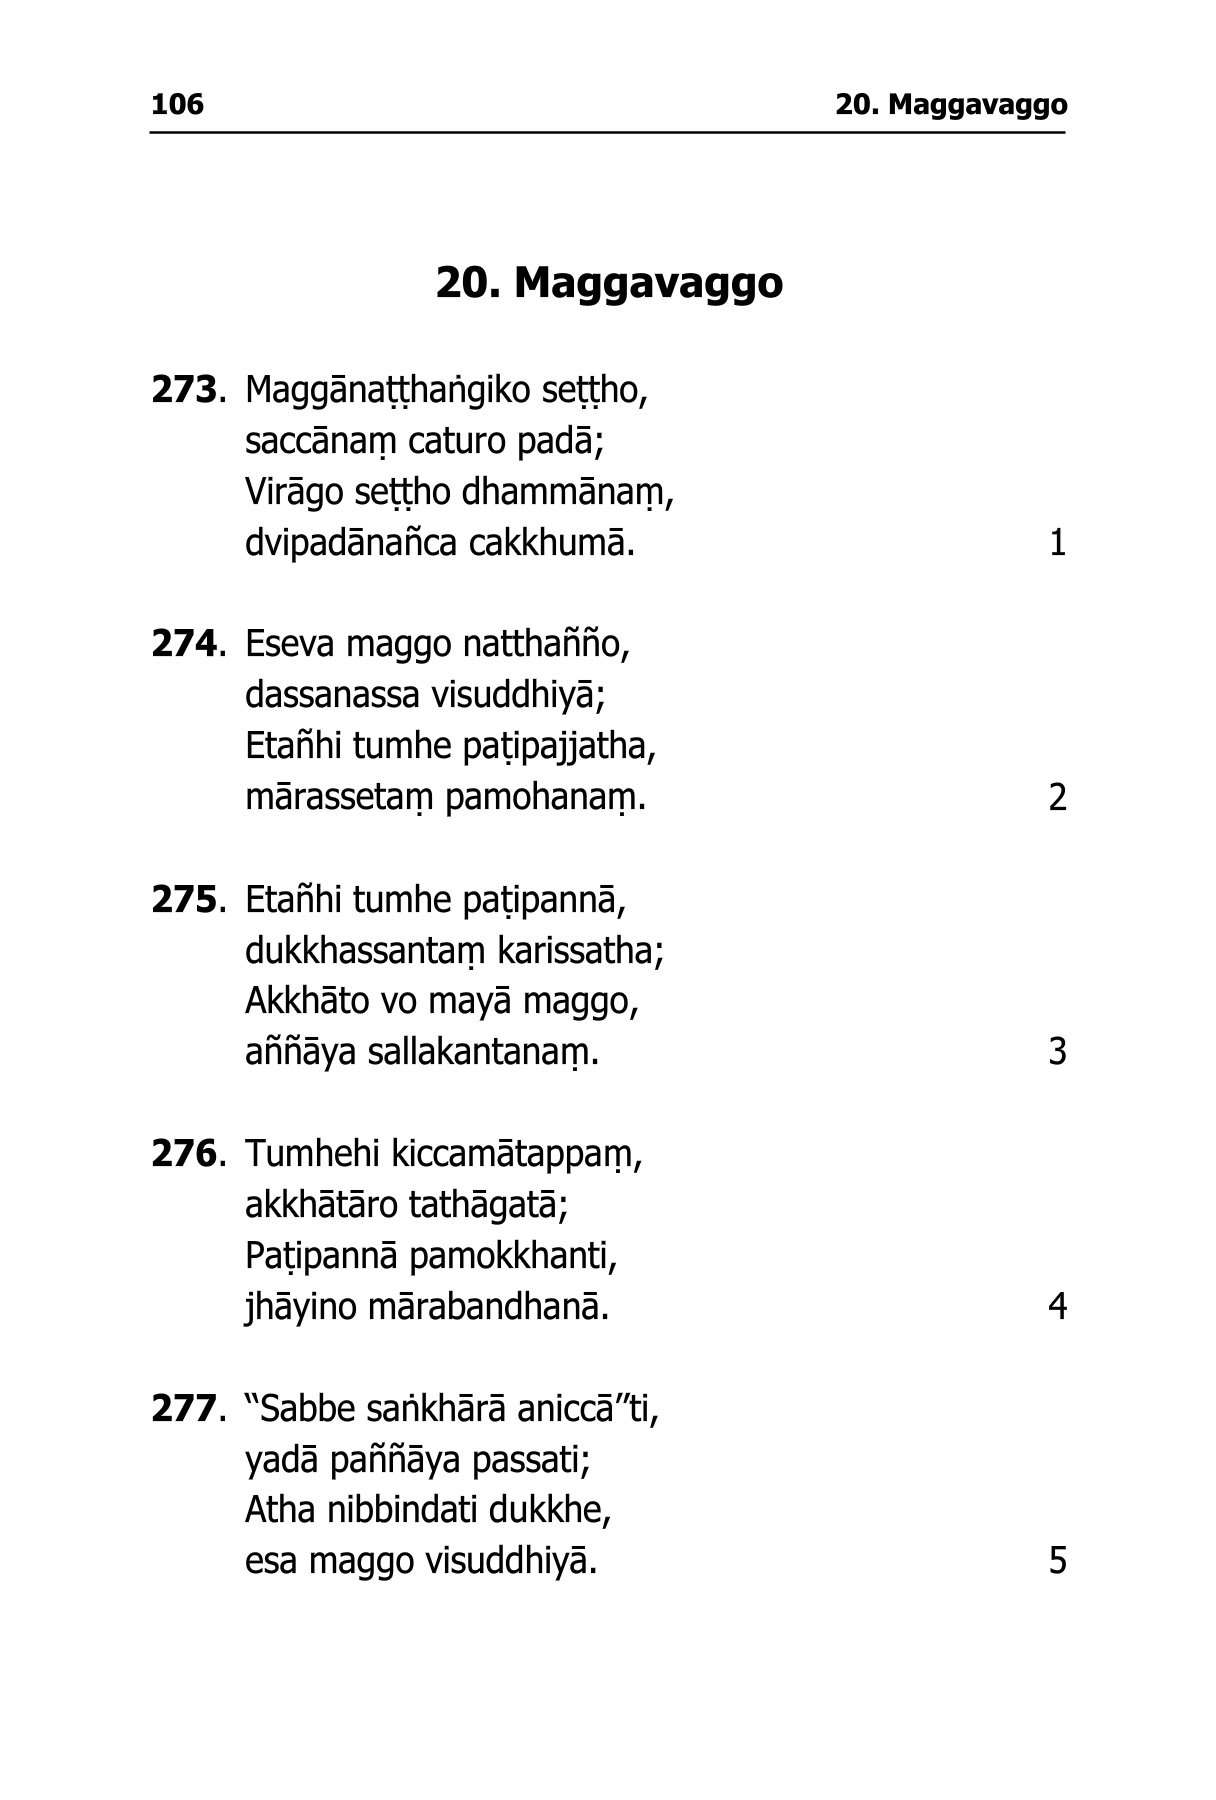 106 20. Maggavaggo
20. Maggavaggo
273. Maggānaṭṭhaṅgiko seṭṭho,
saccānaṃ caturo padā;
Virāgo seṭṭho dhammānaṃ,
dvipadānañca cakkhumā. 1
274. Eseva maggo natthañño,
dassanassa visuddhiyā;
Etañhi tumhe paṭipajjatha,
mārassetaṃ pamohanaṃ. 2
275. Etañhi tumhe paṭipannā,
dukkhassantaṃ karissatha;
Akkhāto vo mayā maggo,
aññāya sallakantanaṃ. 3
276. Tumhehi kiccamātappaṃ,
akkhātāro tathāgatā;
Paṭipannā pamokkhanti,
jhāyino mārabandhanā. 4
277. “Sabbe saṅkhārā aniccā”ti,
yadā paññāya passati;
Atha nibbindati dukkhe,
esa maggo visuddhiyā. 5